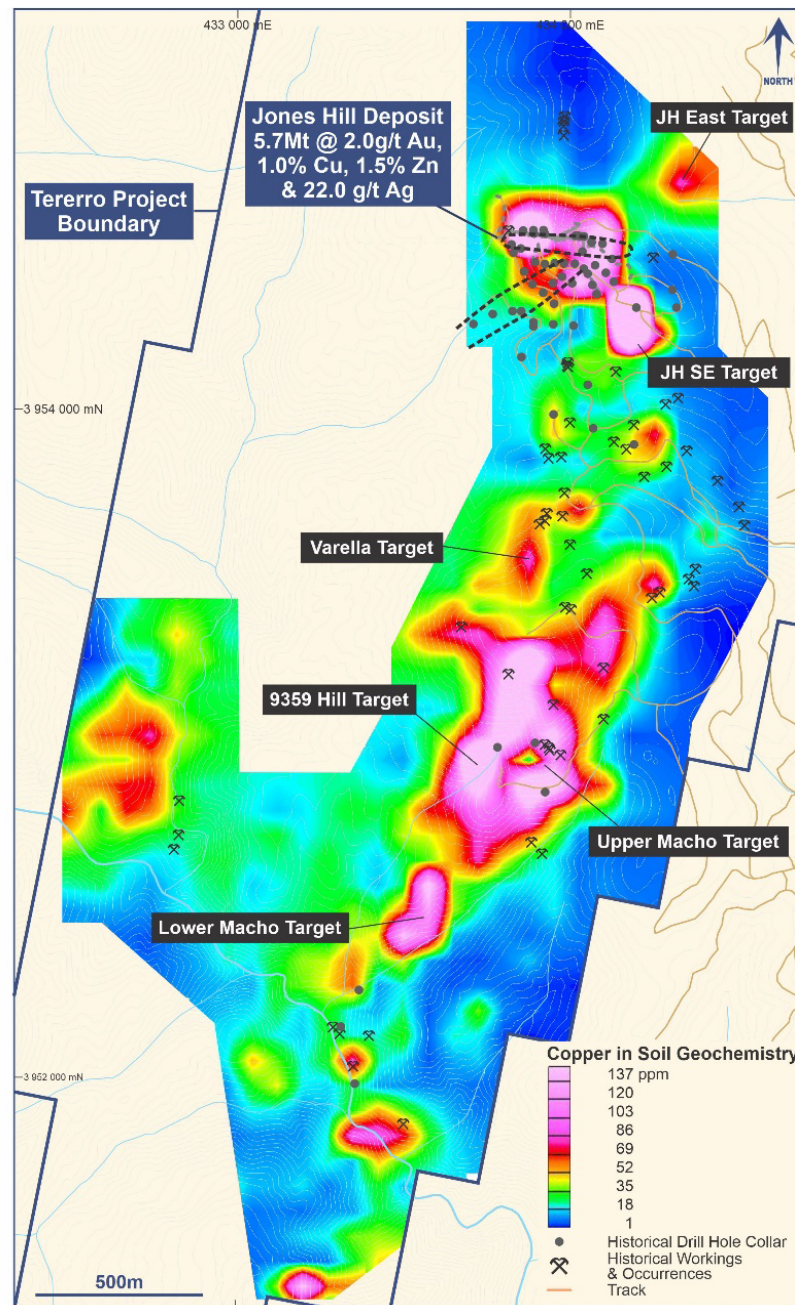 433 000 mE
434 000 mE
NORTH
Jones Hill Deposit
5.7Mt @ 2.0g/t Au,
1.0% Cu, 1.5% Zn
& 22.0 g/t Ag
JH East Target
Tererro Project
Boundary
JH SE Target
3 954 000 mN
Varella Target
9359 Hill Target
Upper Macho Target
Lower Macho Target
3 952 000 mN
Copper in Soil Geochemistry
137 ppm
120
103
86
69
52
35
18
1
Historical Drill Hole Collar
Historical Workings
& Occurrences
Track
500m